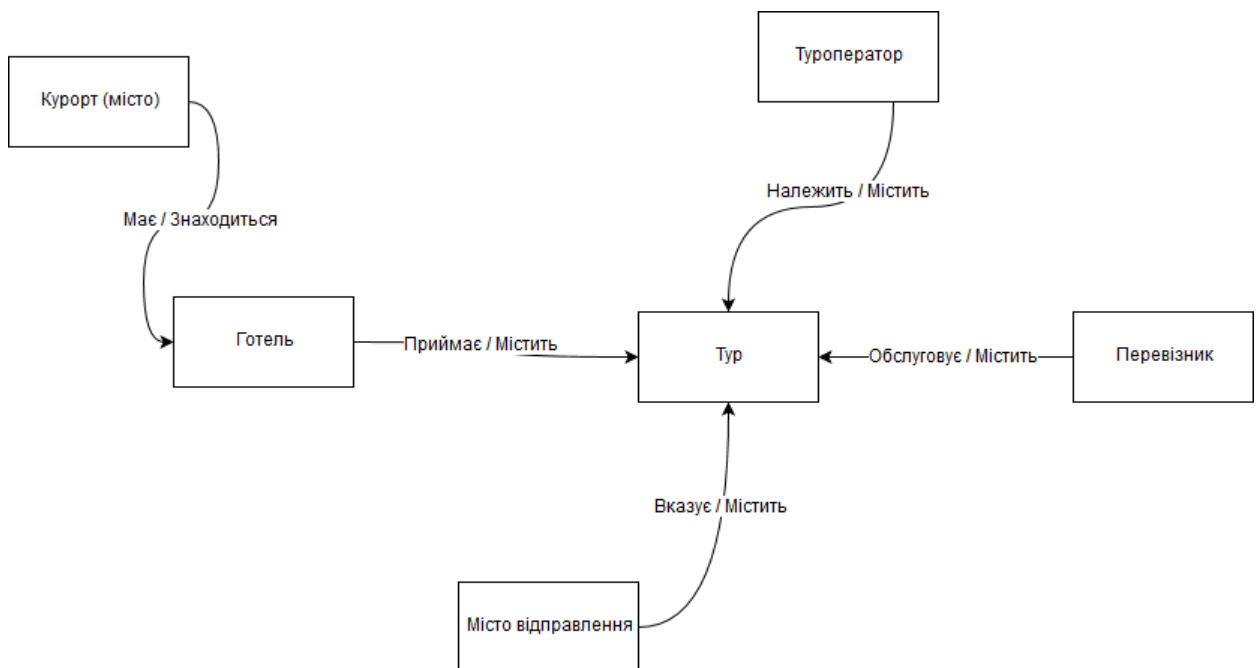 Туроператор
Курорт (місто)
Належить / Містить
Має / Знаходиться
Готель
Приймає / Містить
Тур
Обслуговує / Містить
Перевізник
Вказує / Містить
Місто відправлення